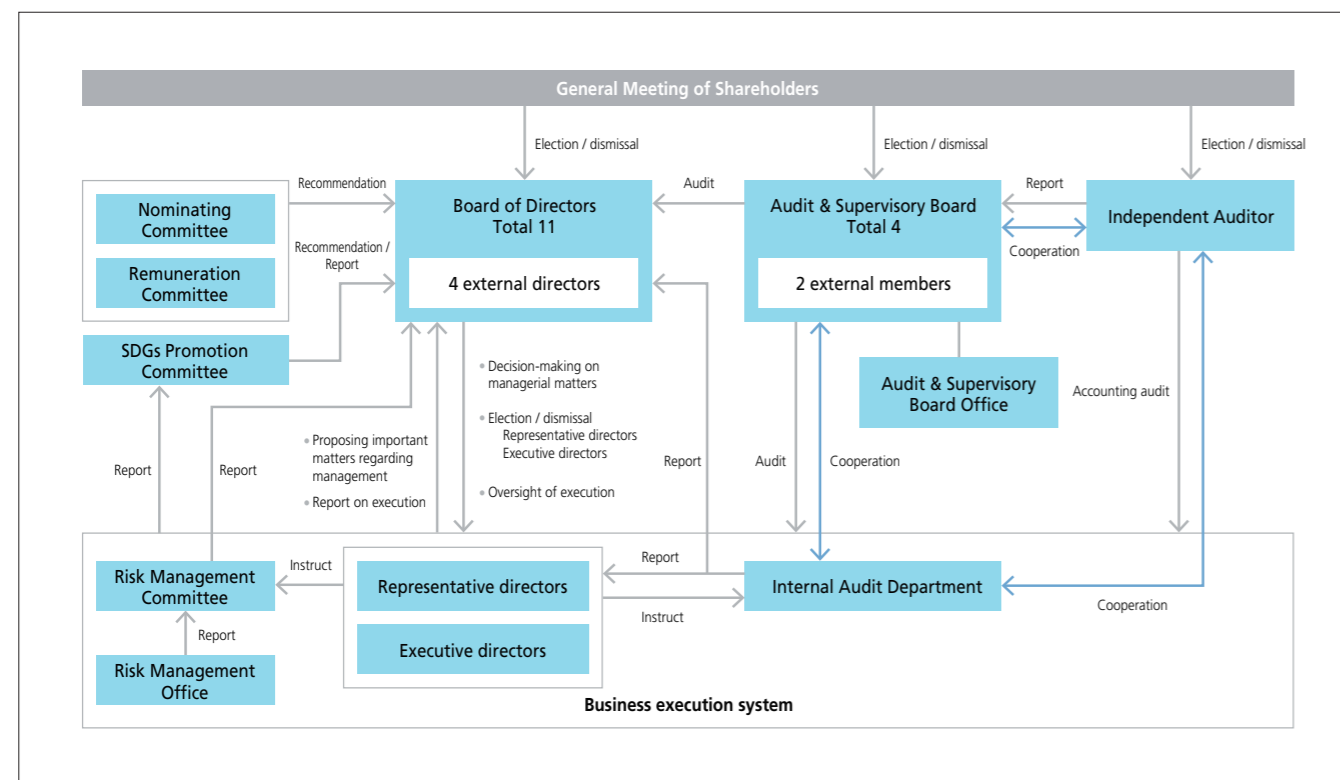 General Meeting of Shareholders
Election / dismissal
Election / dismissal
Election / dismissal
Nominating
Committee
Remuneration
Committee
Recommendation
Recommendation /
Report
Board of Directors
Total 11
4 external directors
Audit
Audit & Supervisory Board
Total 4
2 external members
Report
Cooperation
Independent Auditor
SDGs Promotion
Committee
Audit & Supervisory
Board Office
Accounting audit
Report
Report
• Proposing important
matters regarding
management
• Report on execution
• Decision-making on
managerial matters
• Election / dismissal
Representative directors
Executive directors
• Oversight of execution
Report
Audit
Cooperation
Risk Management
Committee
Instruct
Report
Risk Management
Office
Representative directors
Executive directors
Report
Instruct
Internal Audit Department
Cooperation
Business execution system